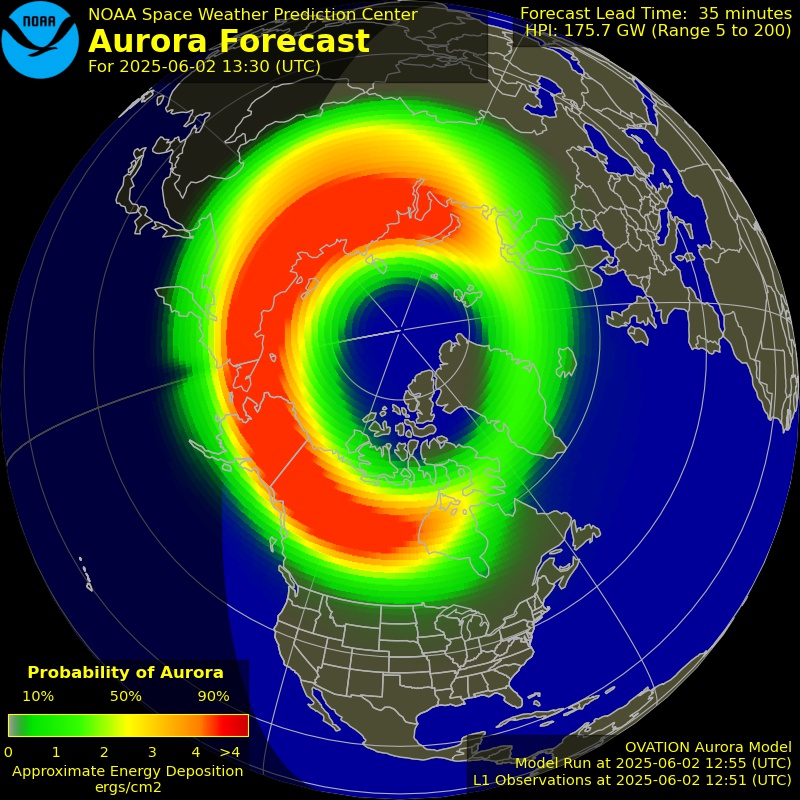 NOAA
NOAA Space Weather Prediction Center
Aurora Forecast
For 2025-06-02 13:30 (UTC)
Forecast Lead Time: 35 minutes
HPI: 175.7 GW (Range 5 to 200)
Probability of Aurora
10% 50% 90%
0 1 2 3 4 >4
Approximate Energy Deposition
ergs/cm2
OVATION Aurora Model
Model Run at 2025-06-02 12:55 (UTC)
L1 Observations at 2025-06-02 12:51 (UTC)